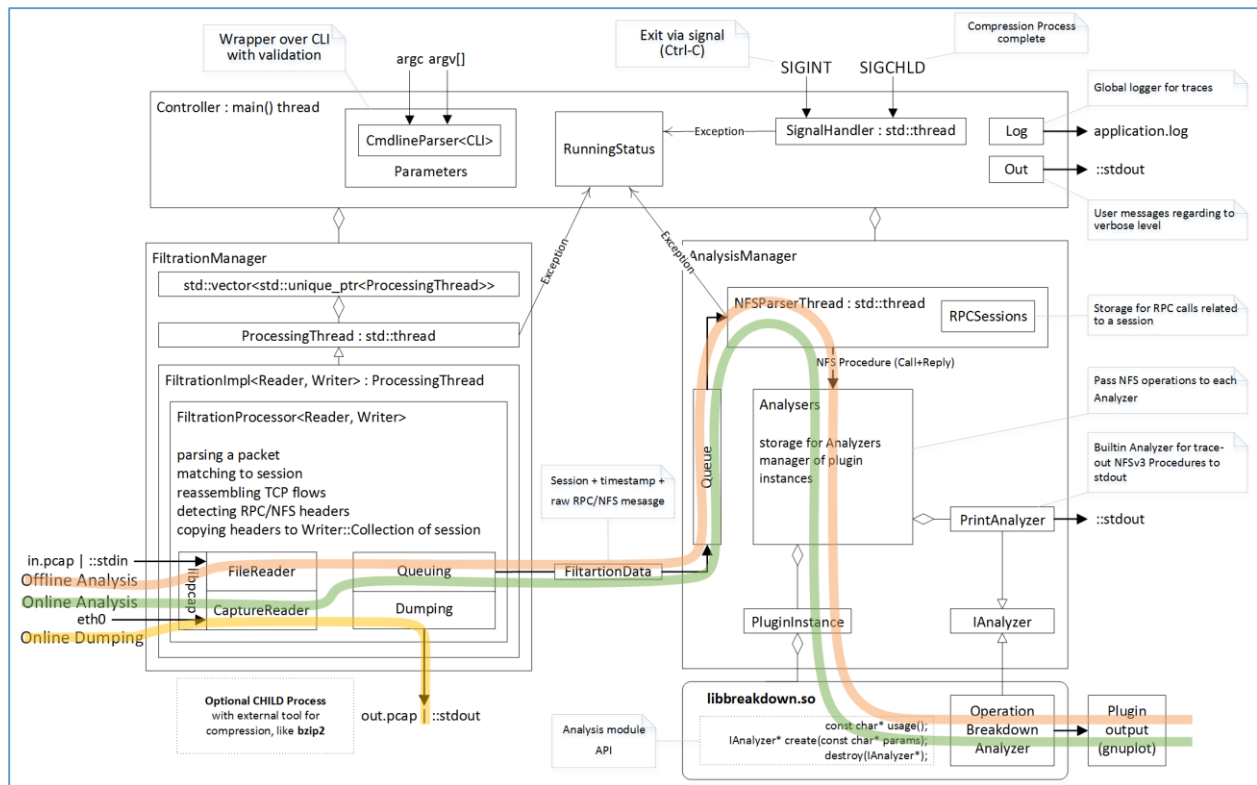 Wrapper over CLI
with validation
argc argv[]
Exit via signal
(Ctrl-C)
Compression Process
complete
SIGINT
SIGCHLD
Controller : main() thread
CmdlineParser<CLI>
Parameters
RunningStatus
Exception
SignalHandler : std::thread
Log
Out
Global logger for traces
application.log
::stdout
User messages regarding to
verbose level
FiltrationManager
std::vector<std::unique_ptr<ProcessingThread>>
ProcessingThread : std::thread
Exception
FiltrationImpl<Reader, Writer> : ProcessingThread
FiltrationProcessor<Reader, Writer>
parsing a packet
matching to session
reassembling TCP flows
detecting RPC/NFS headers
copying headers to Writer::Collection of session
in.pcap | ::stdin
Offline Analysis
Online Analysis
eth0
Online Dumping
libpcap
FileReader
CaptureReader
Queuing
Dumping
Optional CHILD Process
with external tool for
compression, like bzip2
out.pcap | ::stdout
Session + timestamp +
raw RPC/NFS mesasge
FiltartionData
Exception
AnalysisManager
NFSParserThread : std::thread
RPCSessions
Storage for RPC calls related
to a session
NFS Procedure (Call+Reply)
Queue
Analysers
storage for Analyzers
manager of plugin
instances
Pass NFS operations to each
Analyzer
Builtin Analyzer for trace-
out NFSv3 Procedures to
stdout
PrintAnalyzer
::stdout
PluginInstance
IAnalyzer
Analysis module
API
libbreakdown.so
const char* usage();
IAnalyzer* create(const char* params);
destroy(IAnalyzer*);
Operation
Breakdown
Analyzer
Plugin
output
(gnuplot)